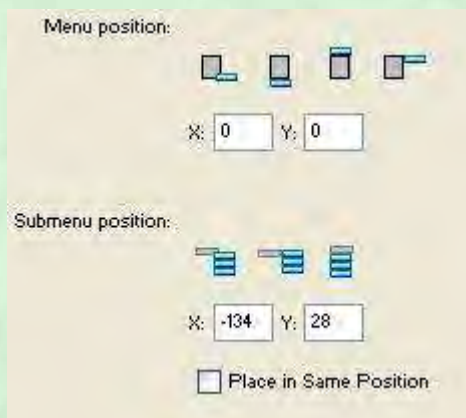 Menu position:
X: 0 Y: 0
Submenu position:
X: -134 Y: 28
Place in Same Position